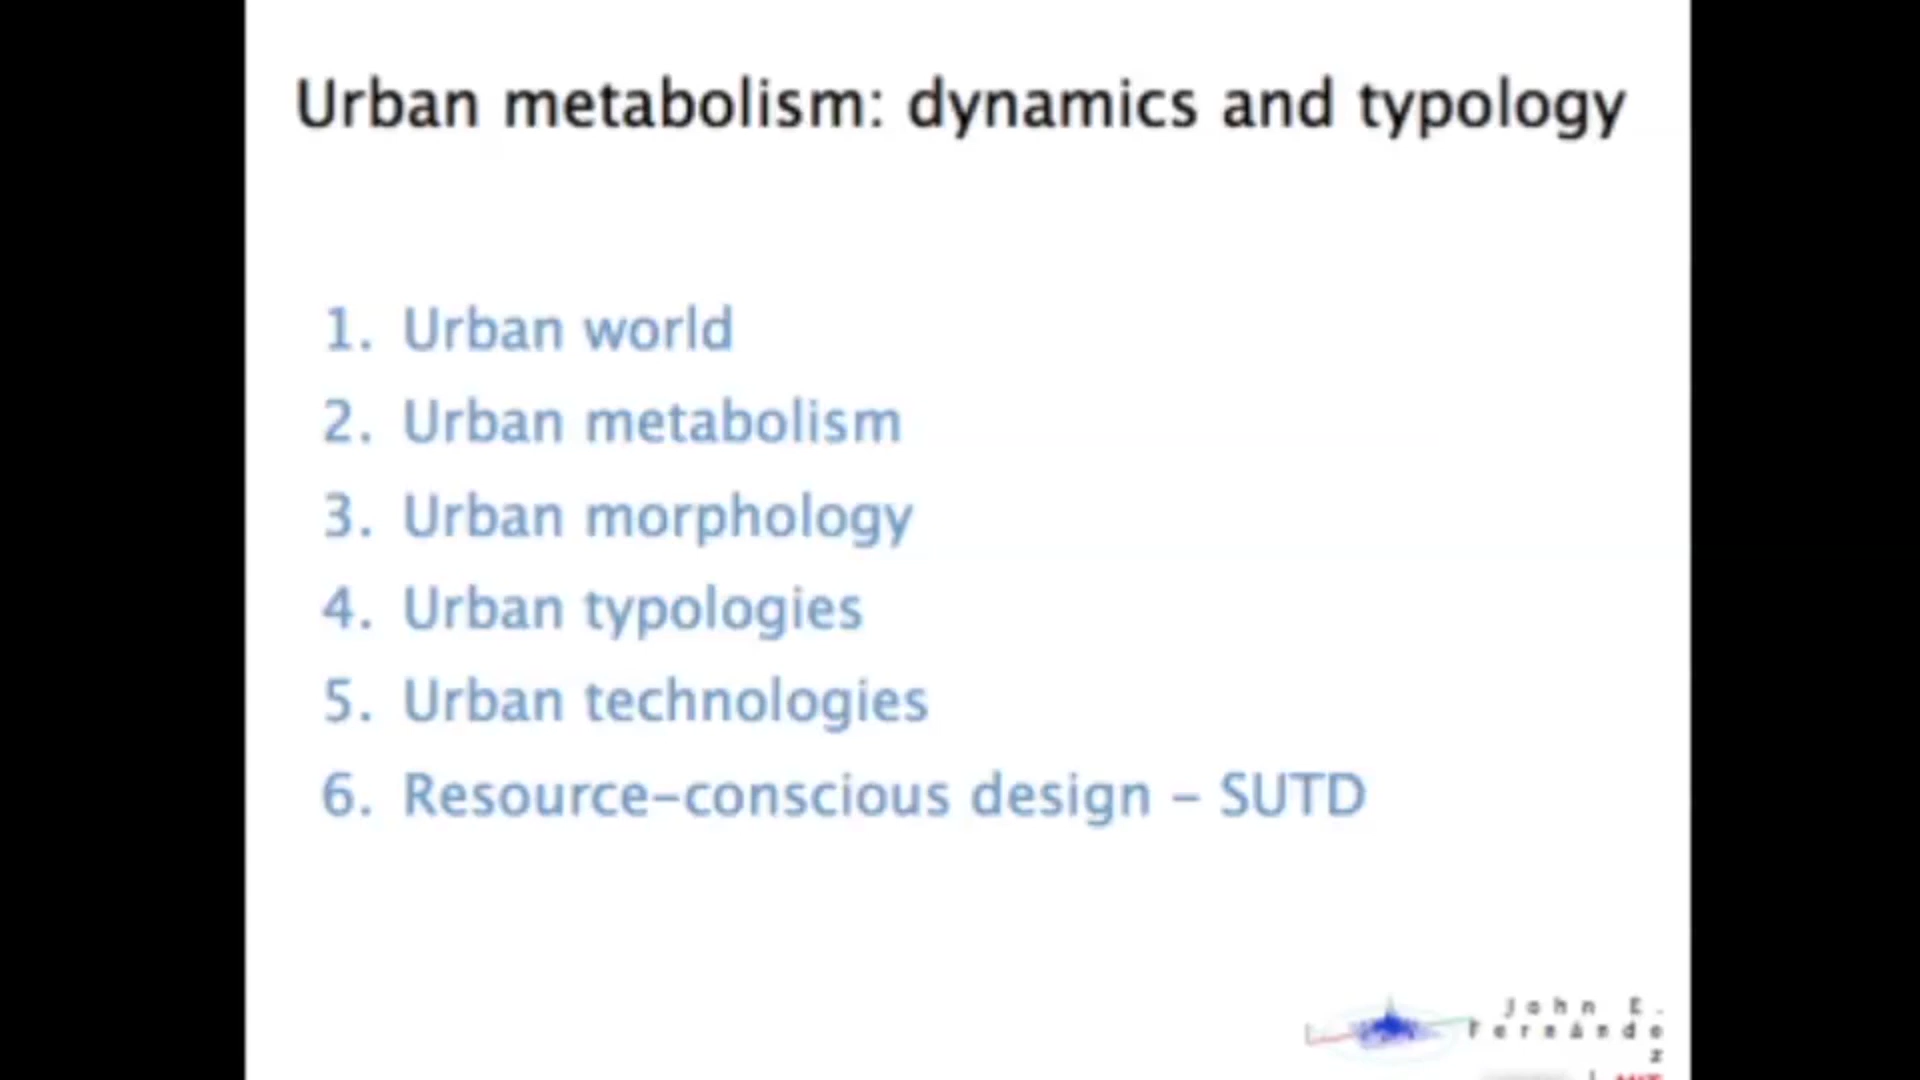 Urban metabolism: dynamics and typology
1. Urban world
2. Urban metabolism
3. Urban morphology
4. Urban typologies
5. Urban technologies
6. Resource-conscious design - SUTD
John E.
Fernánde
z
MIT